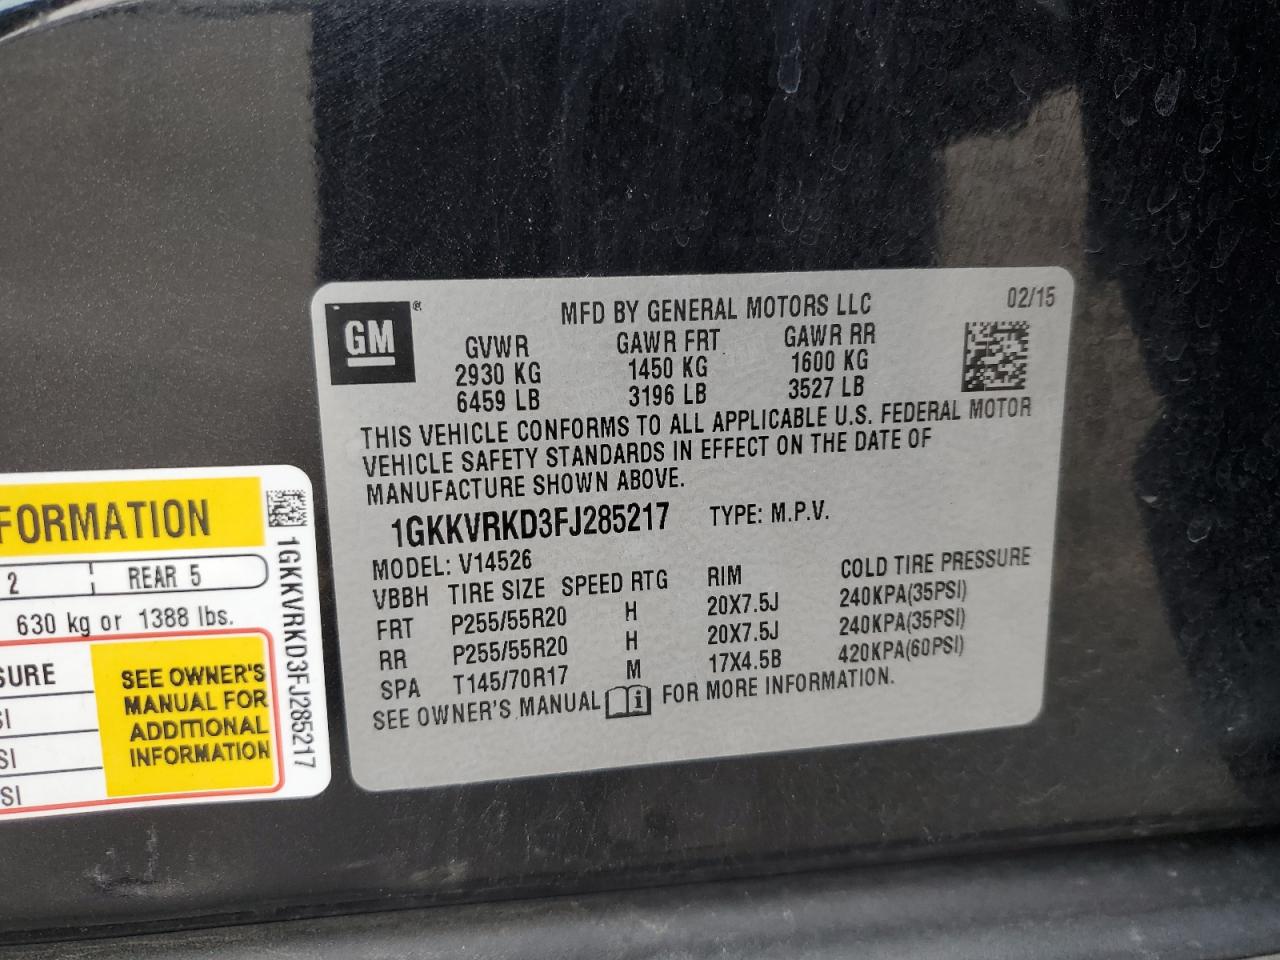 GM ®
MFD BY GENERAL MOTORS LLC 02/15
GVWR GAWR FRT GAWR RR
2930 KG 1450 KG 1600 KG
6459 LB 3196 LB 3527 LB
THIS VEHICLE CONFORMS TO ALL APPLICABLE U.S. FEDERAL MOTOR
VEHICLE SAFETY STANDARDS IN EFFECT ON THE DATE OF
MANUFACTURE SHOWN ABOVE.
1GKKVRKD3FJ285217 TYPE: M.P.V.
MODEL: V14526
VBBH TIRE SIZE SPEED RTG RIM COLD TIRE PRESSURE
FRT P255/55R20 H 20X7.5J 240KPA(35PSI)
RR P255/55R20 H 20X7.5J 240KPA(35PSI)
SPA T145/70R17 M 17X4.5B 420KPA(60PSI)
SEE OWNER'S MANUAL i FOR MORE INFORMATION.
FORMATION
2 REAR 5
630 kg or 1388 lbs.
SURE
SI
SI
SI
SEE OWNER'S
MANUAL FOR
ADDITIONAL
INFORMATION
1GKKVRKD3FJ285217